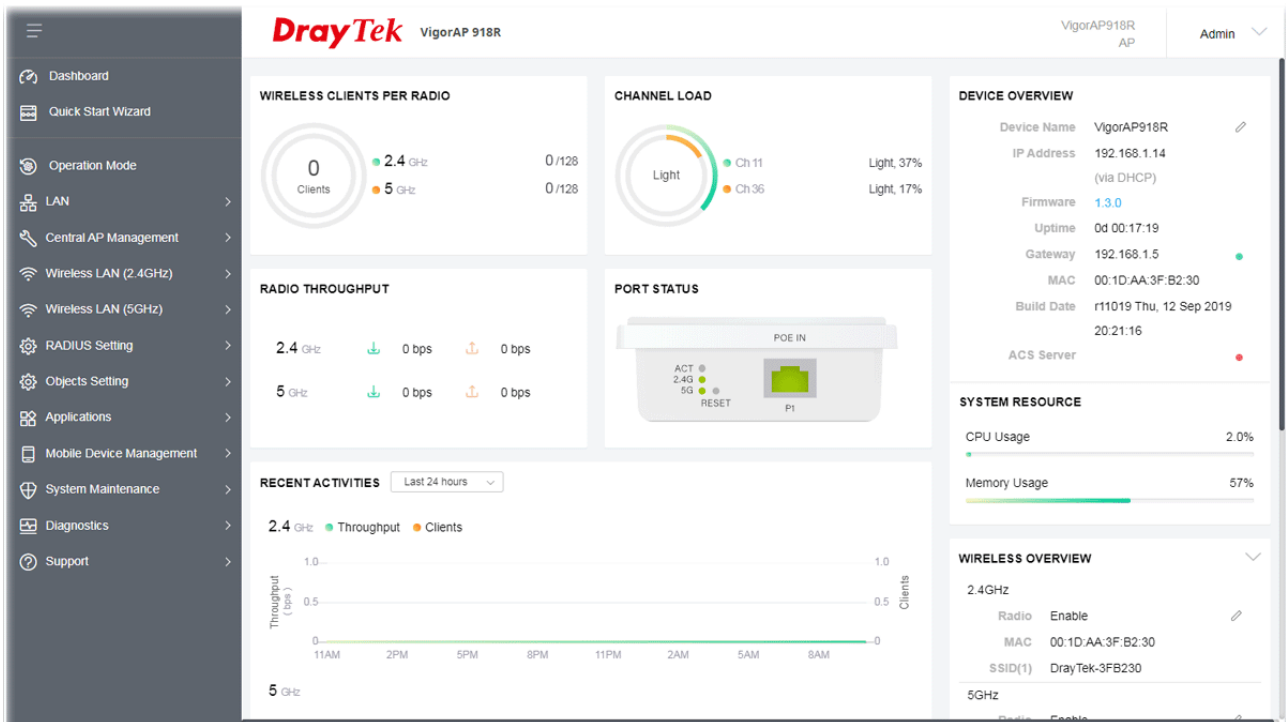 DrayTek VigorAP 918R
VigorAP918R
AP
Admin
Dashboard
Quick Start Wizard
Operation Mode
LAN
Central AP Management
Wireless LAN (2.4GHz)
Wireless LAN (5GHz)
RADIUS Setting
Objects Setting
Applications
Mobile Device Management
System Maintenance
Diagnostics
Support
WIRELESS CLIENTS PER RADIO
0
Clients
2.4 GHz 0 /128
5 GHz 0 /128
CHANNEL LOAD
Light
Ch 11 Light, 37%
Ch 36 Light, 17%
RADIO THROUGHPUT
2.4 GHz 0 bps 0 bps
5 GHz 0 bps 0 bps
PORT STATUS
POE IN
ACT
2.4G
5G
RESET
P1
RECENT ACTIVITIES Last 24 hours
2.4 GHz Throughput Clients
Throughput
( bps )
1.0 1.0
0.5 0.5
0 0
Clients
11AM 2PM 5PM 8PM 11PM 2AM 5AM 8AM
5 GHz
DEVICE OVERVIEW
Device Name VigorAP918R
IP Address 192.168.1.14
(via DHCP)
Firmware 1.3.0
Uptime 0d 00:17:19
Gateway 192.168.1.5
MAC 00:1D:AA:3F:B2:30
Build Date r11019 Thu, 12 Sep 2019
20:21:16
ACS Server
SYSTEM RESOURCE
CPU Usage 2.0%
Memory Usage 57%
WIRELESS OVERVIEW
2.4GHz
Radio Enable
MAC 00:1D:AA:3F:B2:30
SSID(1) DrayTek-3FB230
5GHz
Radio Enable